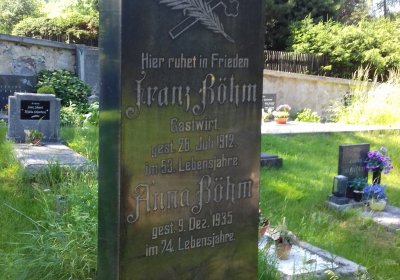 Hier ruhet in Frieden
Franz Böhm
Gastwirt
gest. 28. Juli 1912
im 53. Lebensjahre.
Anna Böhm
gest. 9. Dez. 1935
im 74. Lebensjahre.